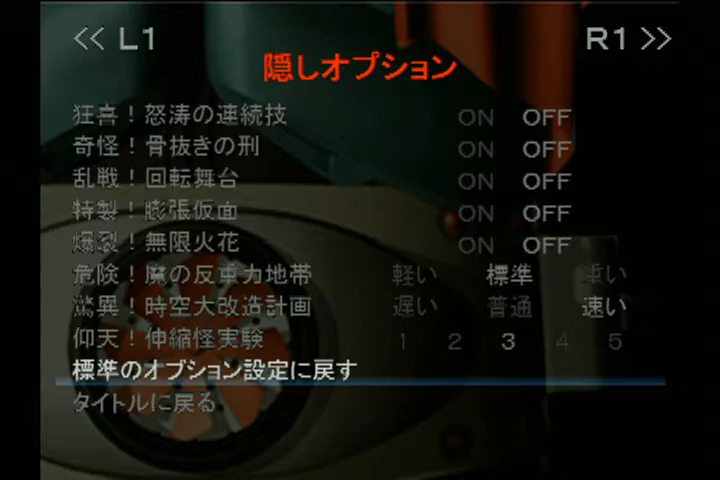 << L1
R1 >>
隠しオプション
狂喜！怒涛の連続技 ON OFF
奇怪！骨抜きの刑 ON OFF
乱戦！回転舞台 ON OFF
特製！膨張仮面 ON OFF
爆裂！無限火花 ON OFF
危険！魔の反重力地帯 軽い 標準 重い
驚異！時空大改造計画 遅い 普通 速い
仰天！伸縮怪実験 1 2 3 4 5
標準のオプション設定に戻す
タイトルに戻る